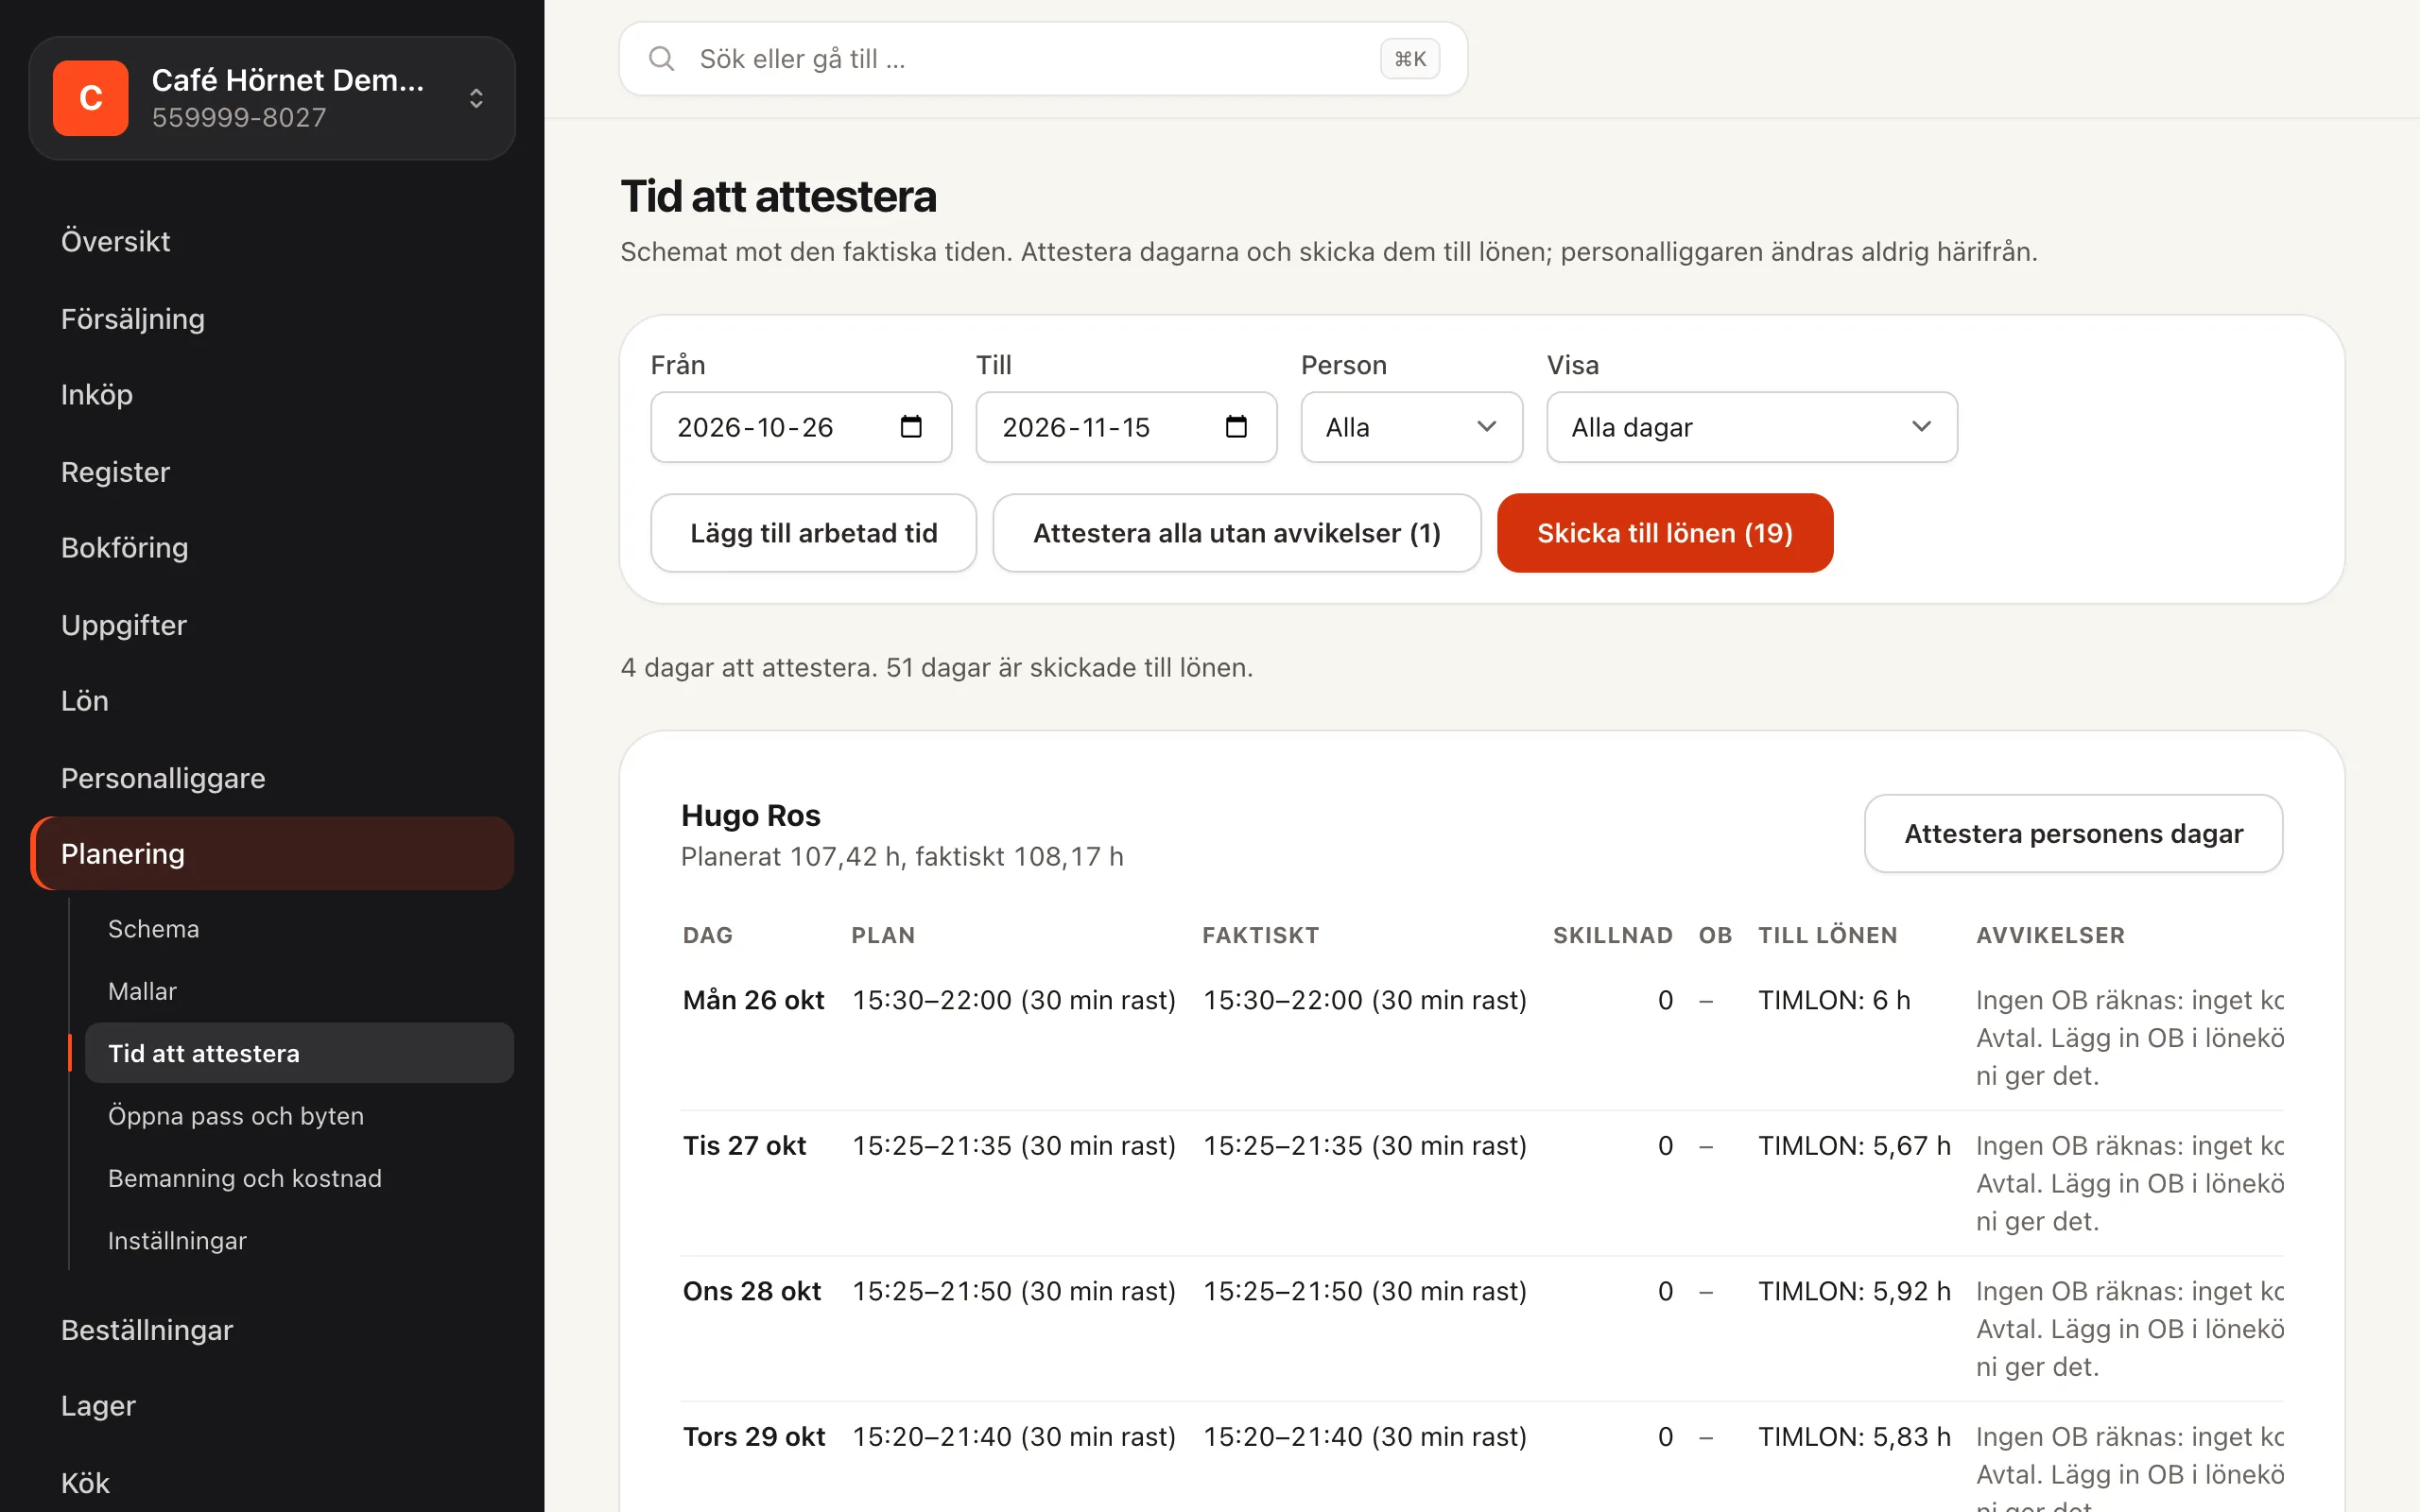 C
Café Hörnet Dem...
559999-8027
Översikt
Försäljning
Inköp
Register
Bokföring
Uppgifter
Lön
Personalliggare
Planering
Schema
Mallar
Tid att attestera
Öppna pass och byten
Bemanning och kostnad
Inställningar
Beställningar
Lager
Kök
Sök eller gå till ...
⌘K
Tid att attestera
Schemat mot den faktiska tiden. Attestera dagarna och skicka dem till lönen; personalliggaren ändras aldrig härifrån.
Från Till Person Visa
2026-10-26 2026-11-15 Alla Alla dagar
Lägg till arbetad tid Attestera alla utan avvikelser (1) Skicka till lönen (19)
4 dagar att attestera. 51 dagar är skickade till lönen.
Hugo Ros
Planerat 107,42 h, faktiskt 108,17 h
Attestera personens dagar
DAG PLAN FAKTISKT SKILLNAD OB TILL LÖNEN AVVIKELSER
Mån 26 okt 15:30–22:00 (30 min rast) 15:30–22:00 (30 min rast) 0 – TIMLON: 6 h Ingen OB räknas: inget
Avtal. Lägg in OB i
ni ger det.
Tis 27 okt 15:25–21:35 (30 min rast) 15:25–21:35 (30 min rast) 0 – TIMLON: 5,67 h Ingen OB räknas: inget
Avtal. Lägg in OB i
ni ger det.
Ons 28 okt 15:25–21:50 (30 min rast) 15:25–21:50 (30 min rast) 0 – TIMLON: 5,92 h Ingen OB räknas: inget
Avtal. Lägg in OB i
ni ger det.
Tors 29 okt 15:20–21:40 (30 min rast) 15:20–21:40 (30 min rast) 0 – TIMLON: 5,83 h Ingen OB räknas: inget
Avtal. Lägg in OB i